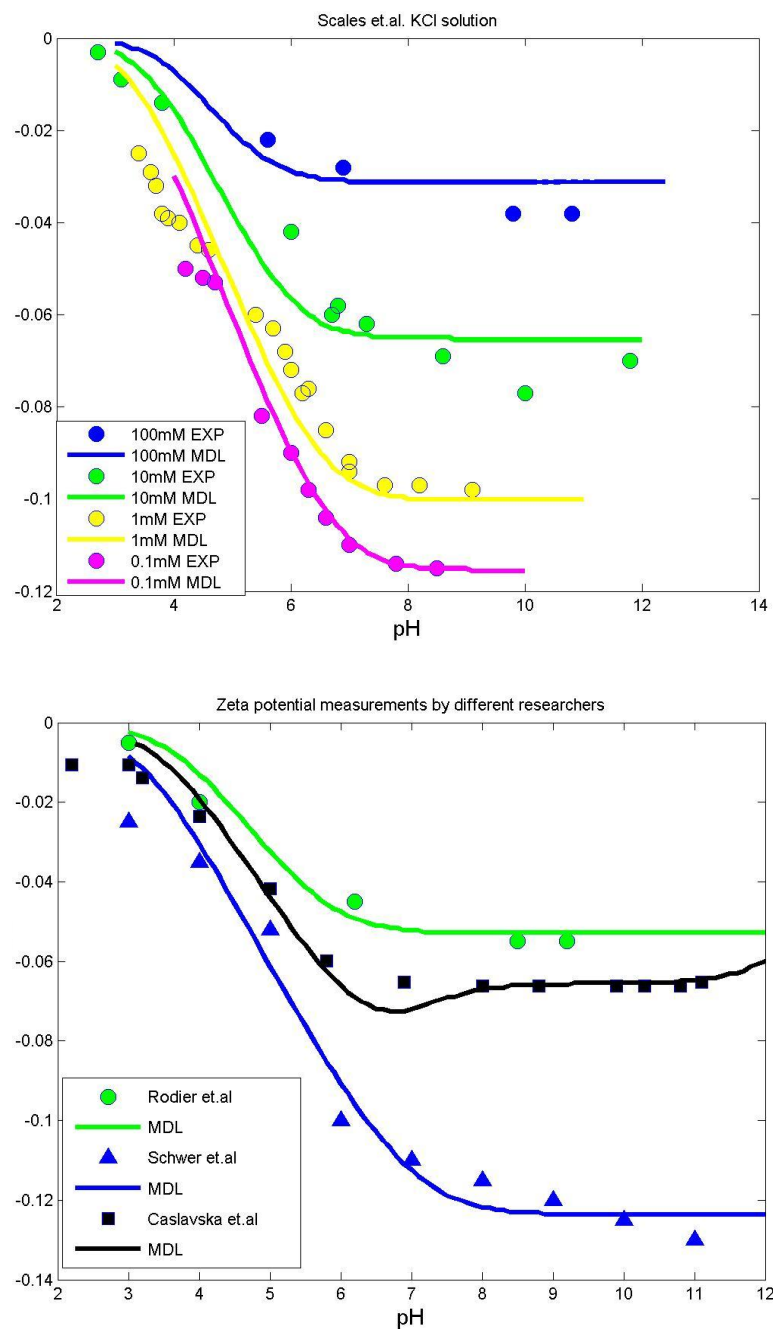 Scales et.al. KCl solution
0
-0.02
-0.04
-0.06
-0.08
-0.1
-0.12
100mM EXP
100mM MDL
10mM EXP
10mM MDL
1mM EXP
1mM MDL
0.1mM EXP
0.1mM MDL
2 4 6 8 10 12 14
pH
Zeta potential measurements by different researchers
0
-0.02
-0.04
-0.06
-0.08
-0.1
-0.12
-0.14
Rodier et.al
MDL
Schwer et.al
MDL
Caslavska et.al
MDL
2 3 4 5 6 7 8 9 10 11 12
pH